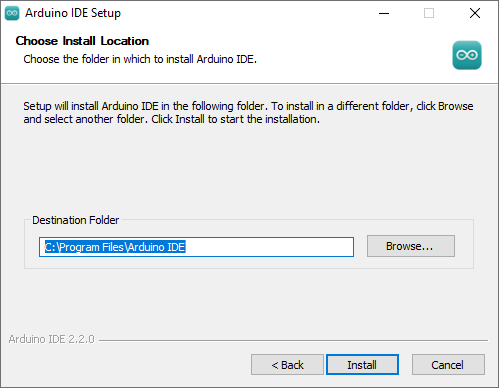 Arduino IDE Setup
Choose Install Location
Choose the folder in which to install Arduino IDE.
Setup will install Arduino IDE in the following folder. To install in a different folder, click Browse
and select another folder. Click Install to start the installation.
Destination Folder
C:\Program Files\Arduino IDE
Browse...
Arduino IDE 2.2.0
< Back
Install
Cancel